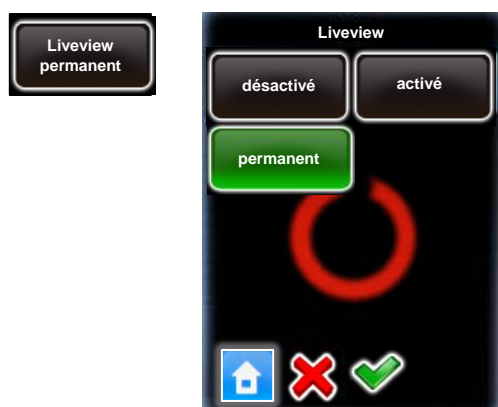 Liveview
permanent
Liveview
désactivé
activé
permanent